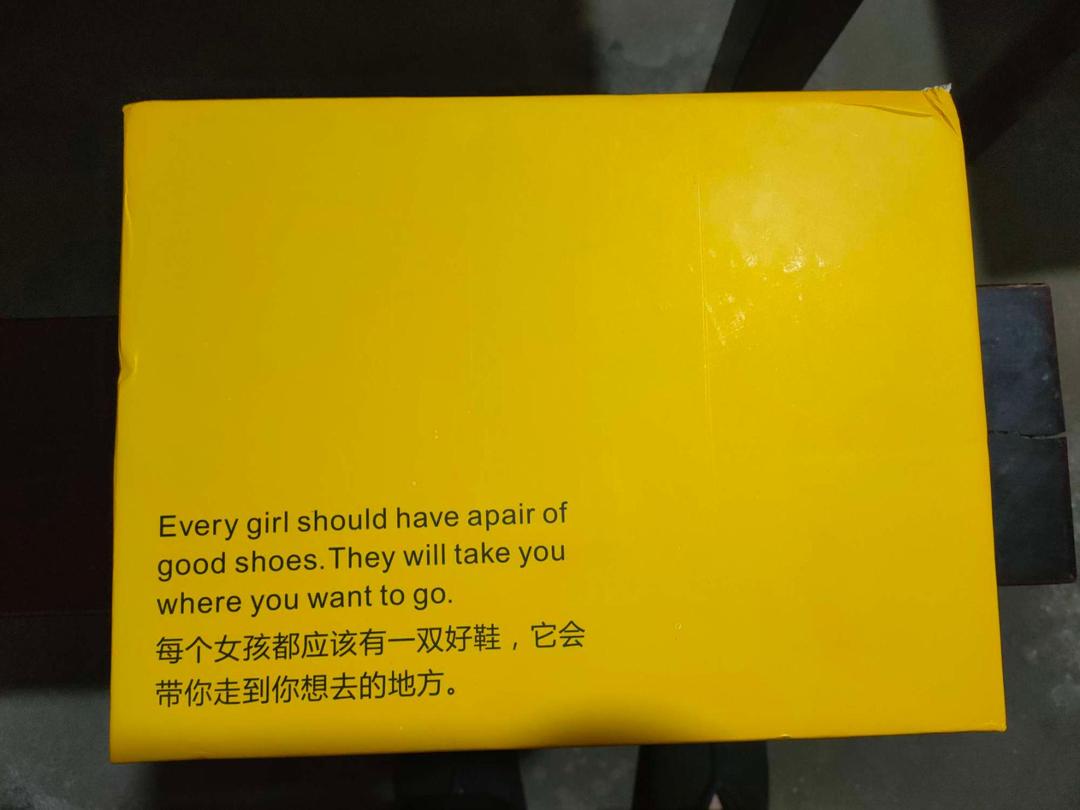 Every girl should have apair of
good shoes.They will take you
where you want to go.
每个女孩都应该有一双好鞋，它会
带你走到你想去的地方。